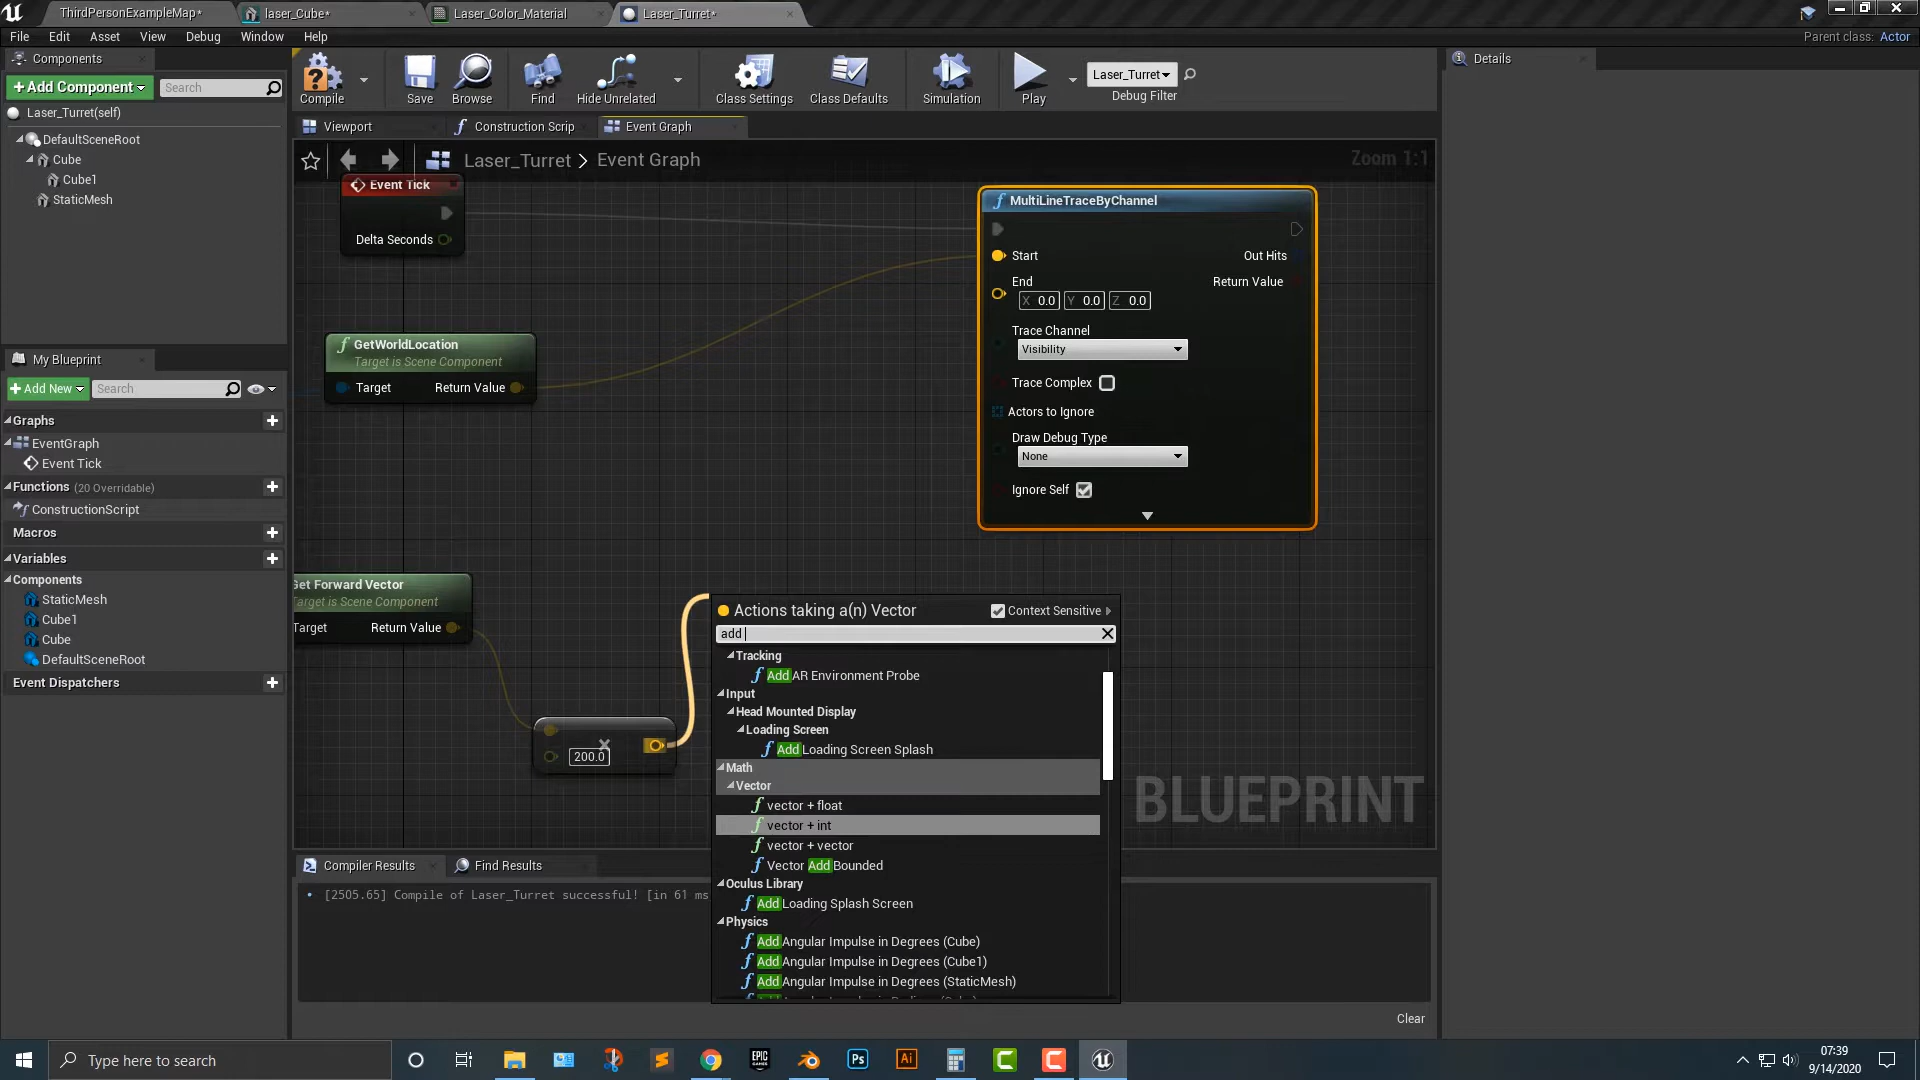 ThirdPersonExampleMap*
laser_Cube*
Laser_Color_Material
Laser_Turret*
File Edit Asset View Debug Window Help
Parent class: Actor
Components
+Add Component
Search
Laser_Turret(self)
DefaultSceneRoot
Cube
Cube1
StaticMesh
Compile
Save
Browse
Find
Hide Unrelated
Class Settings
Class Defaults
Simulation
Play
Laser_Turret
Debug Filter
Details
Viewport
Construction Scrip
Event Graph
Laser_Turret > Event Graph
Zoom 1:1
Event Tick
Delta Seconds
GetWorldLocation
Target is Scene Component
Target
Return Value
MultiLineTraceByChannel
Start
Out Hits
End
Return Value
X 0.0 Y 0.0 Z 0.0
Trace Channel
Visibility
Trace Complex
Actors to Ignore
Draw Debug Type
None
Ignore Self
Get Forward Vector
Target is Scene Component
Target
Return Value
200.0
Actions taking a(n) Vector
Context Sensitive
add
Tracking
Add AR Environment Probe
Input
Head Mounted Display
Loading Screen
Add Loading Screen Splash
Math
Vector
vector + float
vector + int
vector + vector
Vector Add Bounded
Oculus Library
Add Loading Splash Screen
Physics
Add Angular Impulse in Degrees (Cube)
Add Angular Impulse in Degrees (Cube1)
Add Angular Impulse in Degrees (StaticMesh)
BLUEPRINT
My Blueprint
+Add New
Search
Graphs
EventGraph
Event Tick
Functions (20 Overridable)
ConstructionScript
Macros
Variables
Components
StaticMesh
Cube1
Cube
DefaultSceneRoot
Event Dispatchers
Compiler Results
Find Results
[2505.65] Compile of Laser_Turret successful! [in 61 ms
Clear
Type here to search
EPIC GAMES
Ps
Ai
07:39
9/14/2020